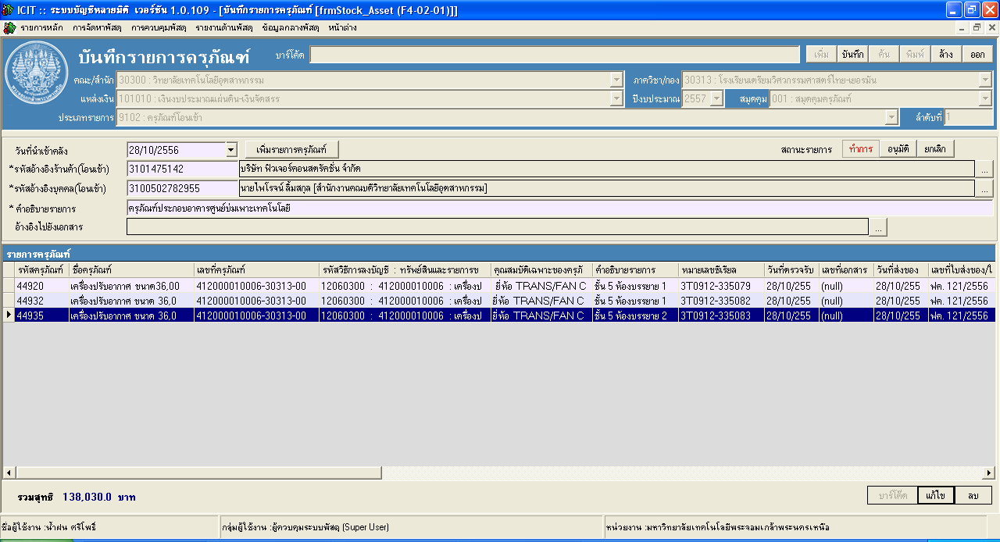 ICIT :: ระบบบัญชีหลายมิติ เวอร์ชัน 1.0.109 - [บันทึกรายการครุภัณฑ์ [frmStock_Asset (F4-02-01)]]
รายการหลัก การจัดหาพัสดุ การควบคุมพัสดุ รายงานด้านพัสดุ ข้อมูลกลางพัสดุ หน้าต่าง
บันทึกรายการครุภัณฑ์ บาร์โค้ด เพิ่ม บันทึก ค้น พิมพ์ ล้าง ออก
คณะ/สำนัก 30300 : วิทยาลัยเทคโนโลยีอุตสาหกรรม ภาควิชา/กอง 30313 : โรงเรียนเตรียมวิศวกรรมศาสตร์ไทย-เยอรมัน
แหล่งเงิน 101010 : เงินงบประมาณแผ่นดิน-เงินจัดสรร ปีงบประมาณ 2557 สมุดคุม 001 : สมุดคุมครุภัณฑ์
ประเภทรายการ 9102 : ครุภัณฑ์โอนเข้า ลำดับที่ 1
วันที่นำเข้าคลัง 28/10/2556 เพิ่มรายการครุภัณฑ์ สถานะรายการ ทำการ อนุมัติ ยกเลิก
*รหัสอ้างอิงร้านค้า(โอนเข้า) 3101475142 บริษัท ฟิวเจอร์คอนสตรัคชั่น จำกัด ...
*รหัสอ้างอิงบุคคล(โอนเข้า) 3100502782955 นายไพโรจน์ ลิ้มสกุล [สำนักงานคณบดีวิทยาลัยเทคโนโลยีอุตสาหกรรม] ...
* คำอธิบายรายการ ครุภัณฑ์ประกอบอาคารศูนย์บ่มเพาะเทคโนโลยี
อ้างอิงไปยังเอกสาร ...
รายการครุภัณฑ์
รหัสครุภัณฑ์ ชื่อครุภัณฑ์ เลขที่ครุภัณฑ์ รหัสวิธีการลงบัญชี : ทรัพย์สินและรายการข คุณสมบัติเฉพาะของครุภั คำอธิบายรายการ หมายเลขซีเรียล วันที่ตรวจรับ เลขที่เอกสาร วันที่ส่งของ เลขที่ใบส่งของ/ใ
44920 เครื่องปรับอากาศ ขนาด36,00 412000010006-30313-00 12060300 : 412000010006 : เครื่องป ยี่ห้อ TRANS/FAN C ชั้น 5 ห้องบรรยาย 1 3T0912-335079 28/10/255 (null) 28/10/255 ฟค. 121/2556
44932 เครื่องปรับอากาศ ขนาด 36,0 412000010006-30313-00 12060300 : 412000010006 : เครื่องป ยี่ห้อ TRANS/FAN C ชั้น 5 ห้องบรรยาย 1 3T0912-335082 28/10/255 (null) 28/10/255 ฟค. 121/2556
44935 เครื่องปรับอากาศ ขนาด 36,0 412000010006-30313-00 12060300 : 412000010006 : เครื่องป ยี่ห้อ TRANS/FAN C ชั้น 5 ห้องบรรยาย 2 3T0912-335083 28/10/255 (null) 28/10/255 ฟค. 121/2556
รวมสุทธิ 138,030.0 บาท บาร์โค๊ด แก้ไข ลบ
ชื่อผู้ใช้งาน :น้ำฝน ศรีโพธิ์ กลุ่มผู้ใช้งาน :ผู้ควบคุมระบบพัสดุ (Super User) หน่วยงาน :มหาวิทยาลัยเทคโนโลยีพระจอมเกล้าพระนครเหนือ